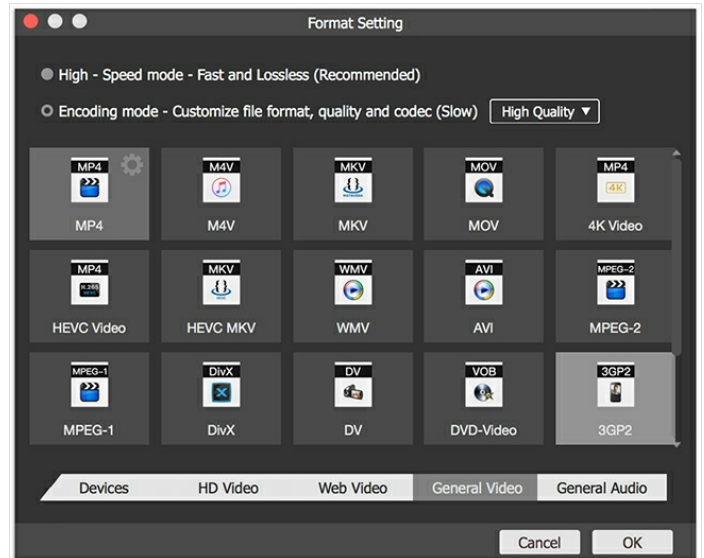 Format Setting
High - Speed mode - Fast and Lossless (Recommended)
Encoding mode - Customize file format, quality and codec (Slow) High Quality ▼
MP4 M4V MKV MOV MP4
4K
MP4 M4V MKV MOV 4K Video
MP4 MKV WMV AVI MPEG-2
H.265
HEVC
HEVC Video HEVC MKV WMV AVI MPEG-2
MPEG-1 DivX DV VOB 3GP2
MPEG-1 DivX DV DVD-Video 3GP2
Devices HD Video Web Video General Video General Audio
Cancel OK